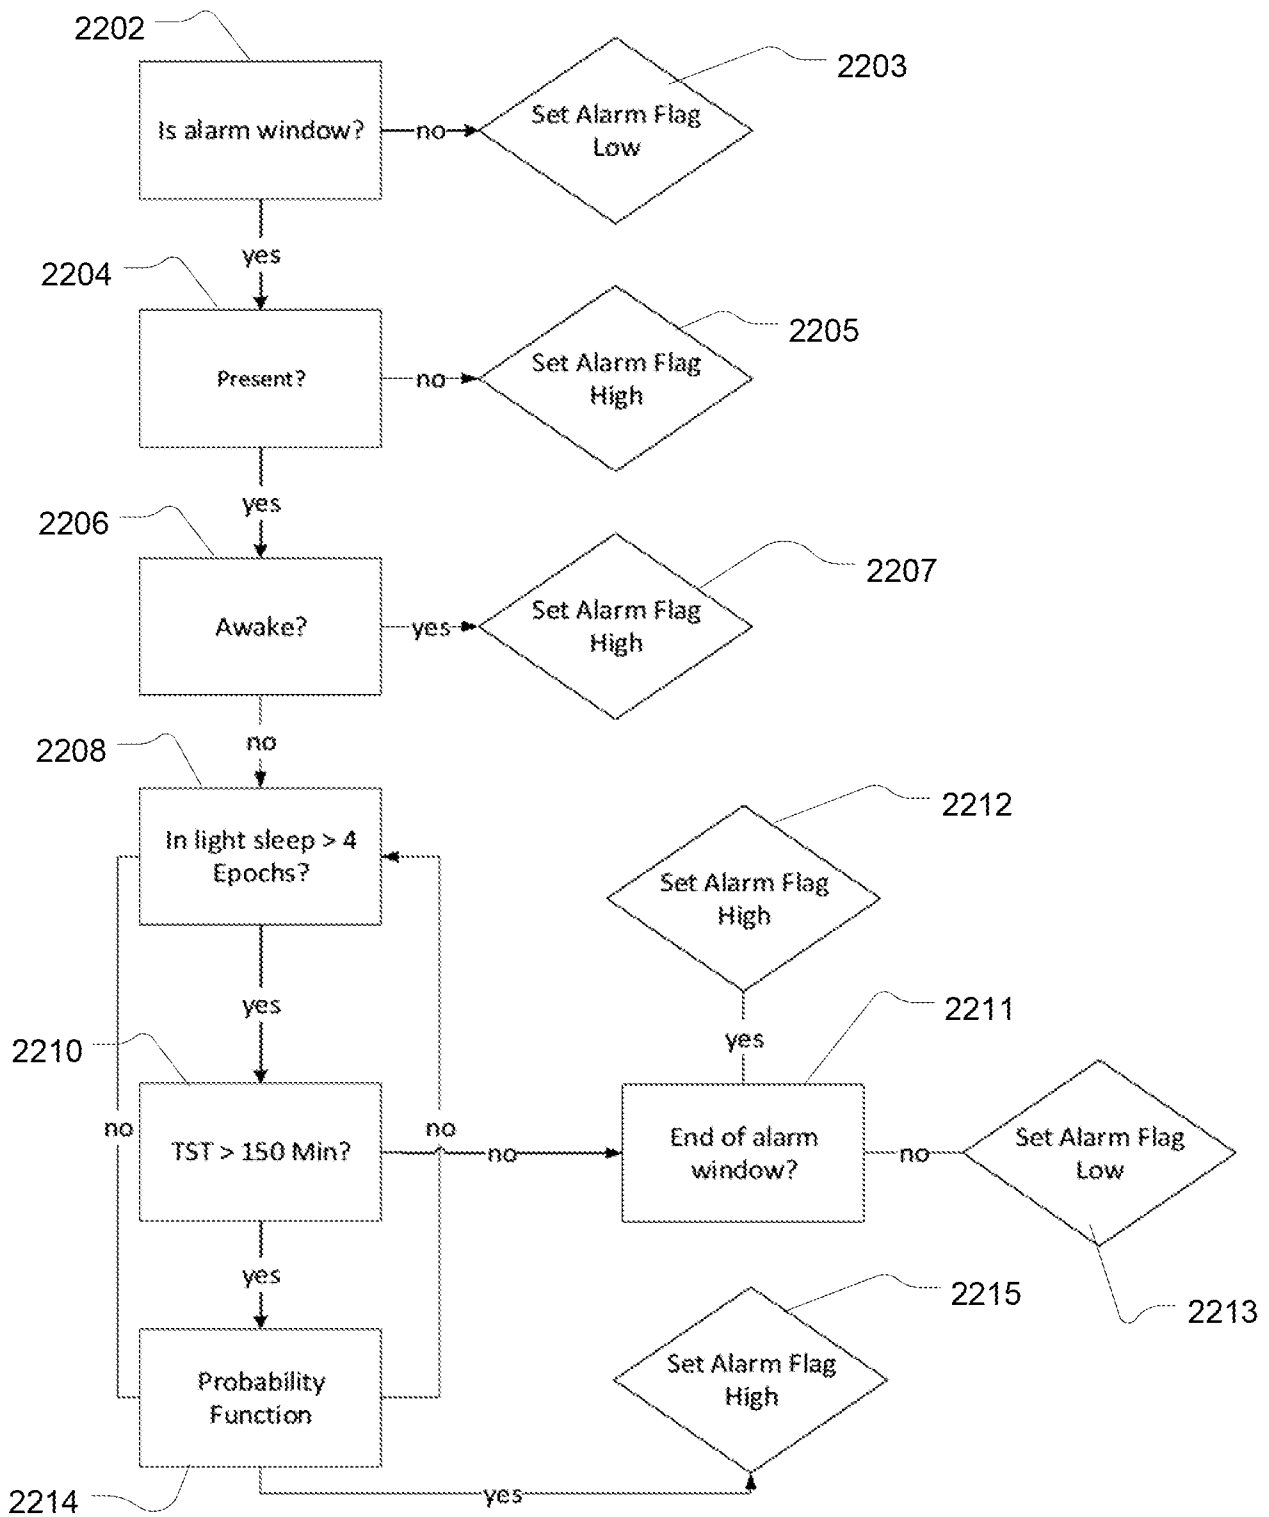 2202
2203
Is alarm window?
no
Set Alarm Flag
Low
yes
2204
2205
Present?
no
Set Alarm Flag
High
yes
2206
2207
Awake?
yes
Set Alarm Flag
High
no
2208
2212
In light sleep > 4
Epochs?
Set Alarm Flag
High
yes
2211
yes
2210
no
TST > 150 Min?
no
no
End of alarm
window?
no
Set Alarm Flag
Low
yes
2215
2213
Probability
Function
Set Alarm Flag
High
2214
yes